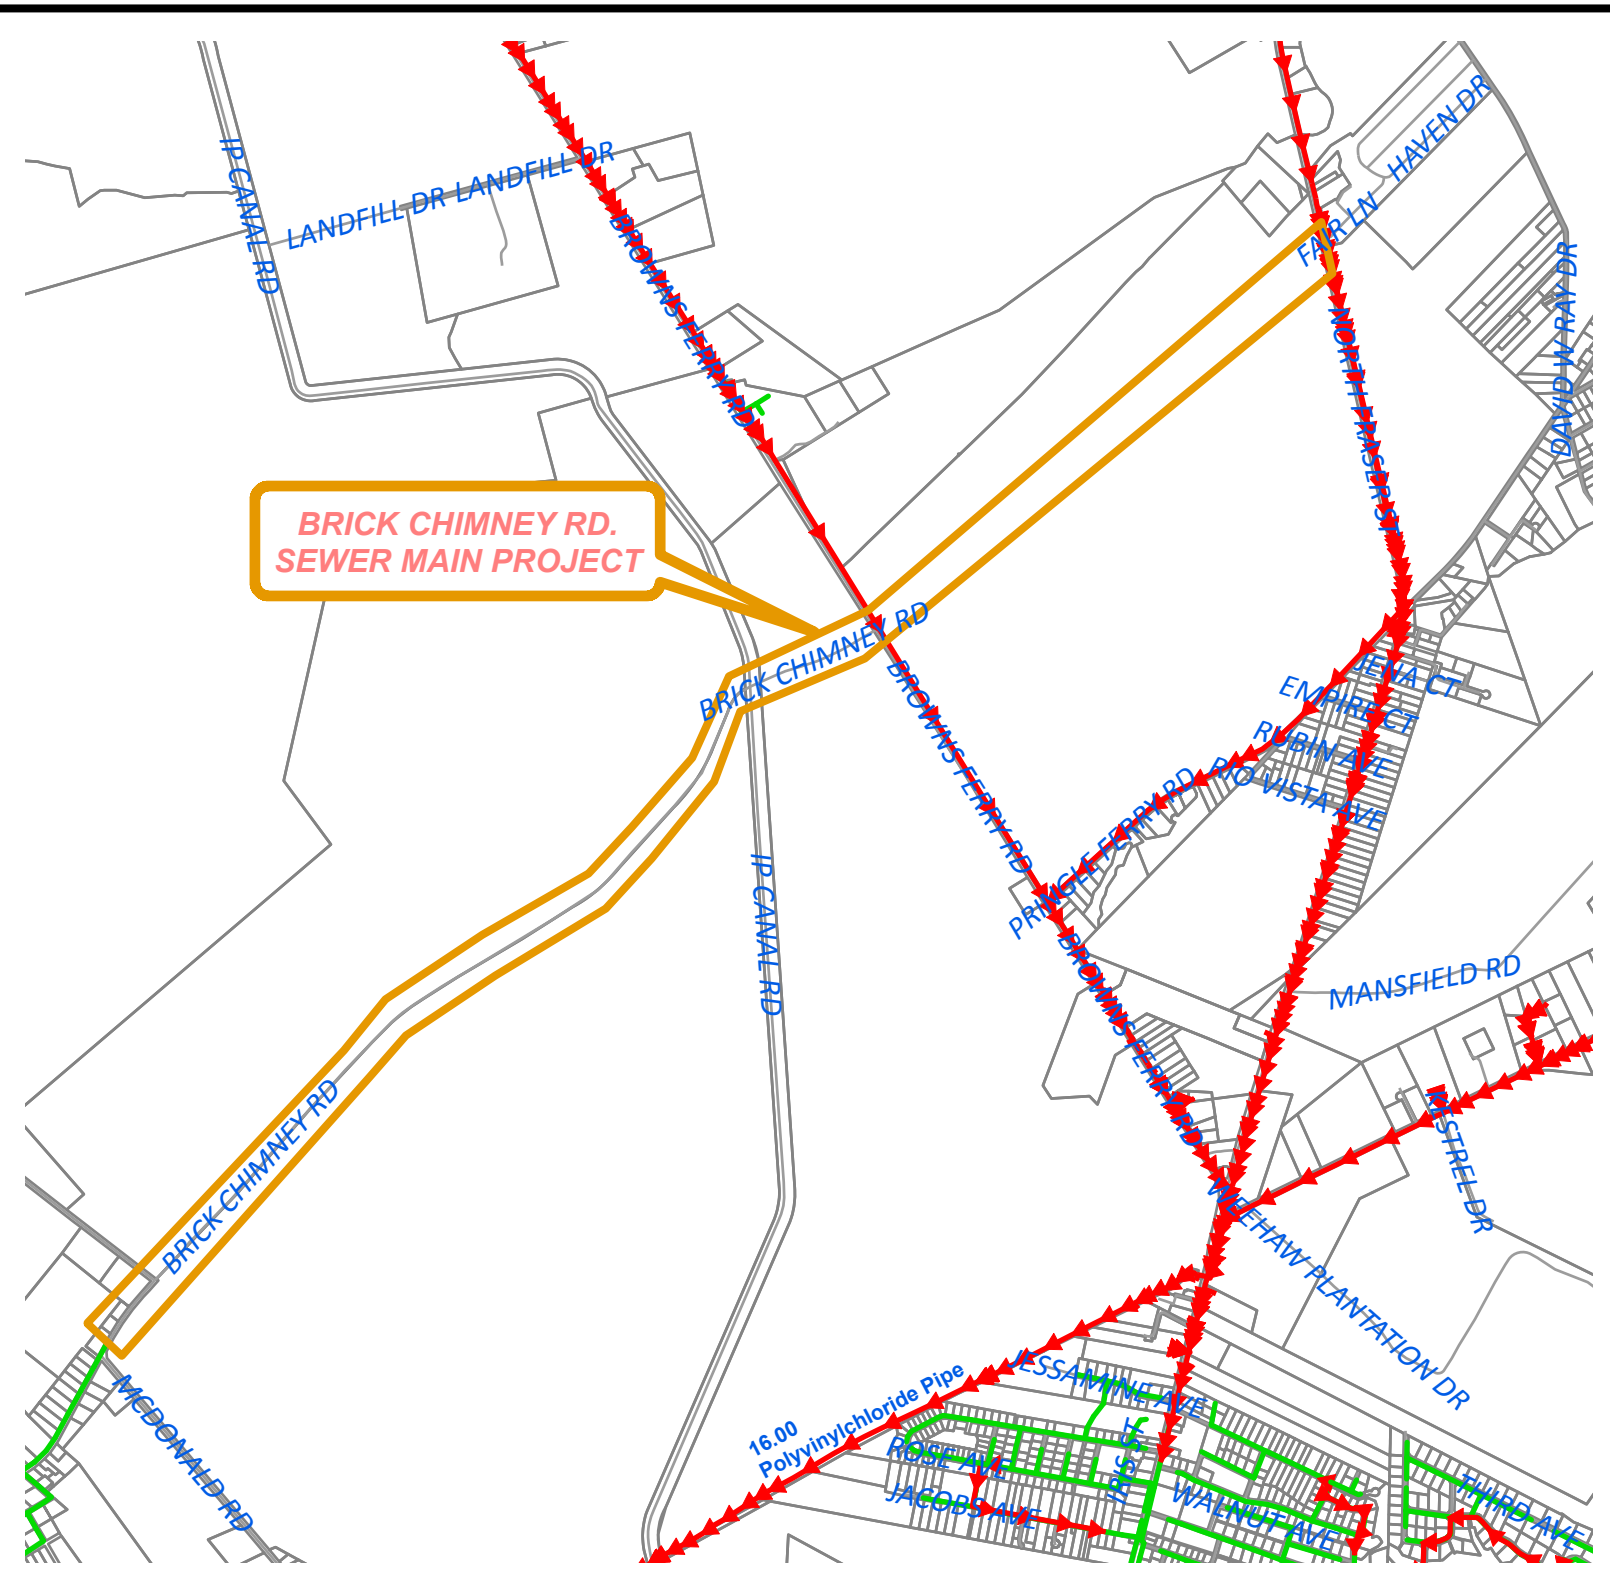 HAVEN DR
FAIR LN
IP CANAL RD
LANDFILL DR LANDFILL DR
BROWNS FERRY RD
NORTH FRASER ST
DAVID W RAY DR
BRICK CHIMNEY RD.
SEWER MAIN PROJECT
BRICK CHIMNEY RD
BROWNS FERRY RD
JENA CT
EMPIRE CT
RUBIN AVE
RIO VISTA AVE
PRINGLE FERRY RD
IP CANAL RD
BROWNS FERRY RD
MANSFIELD RD
KESTREL DR
BRICK CHIMNEY RD
WEEHAW PLANTATION DR
MCDONALD RD
16.00
Polyvinylchloride Pipe
JESSAMINE AVE
IRIS ST
ROSE AVE
JACOBS AVE
WALNUT AVE
THIRD AVE